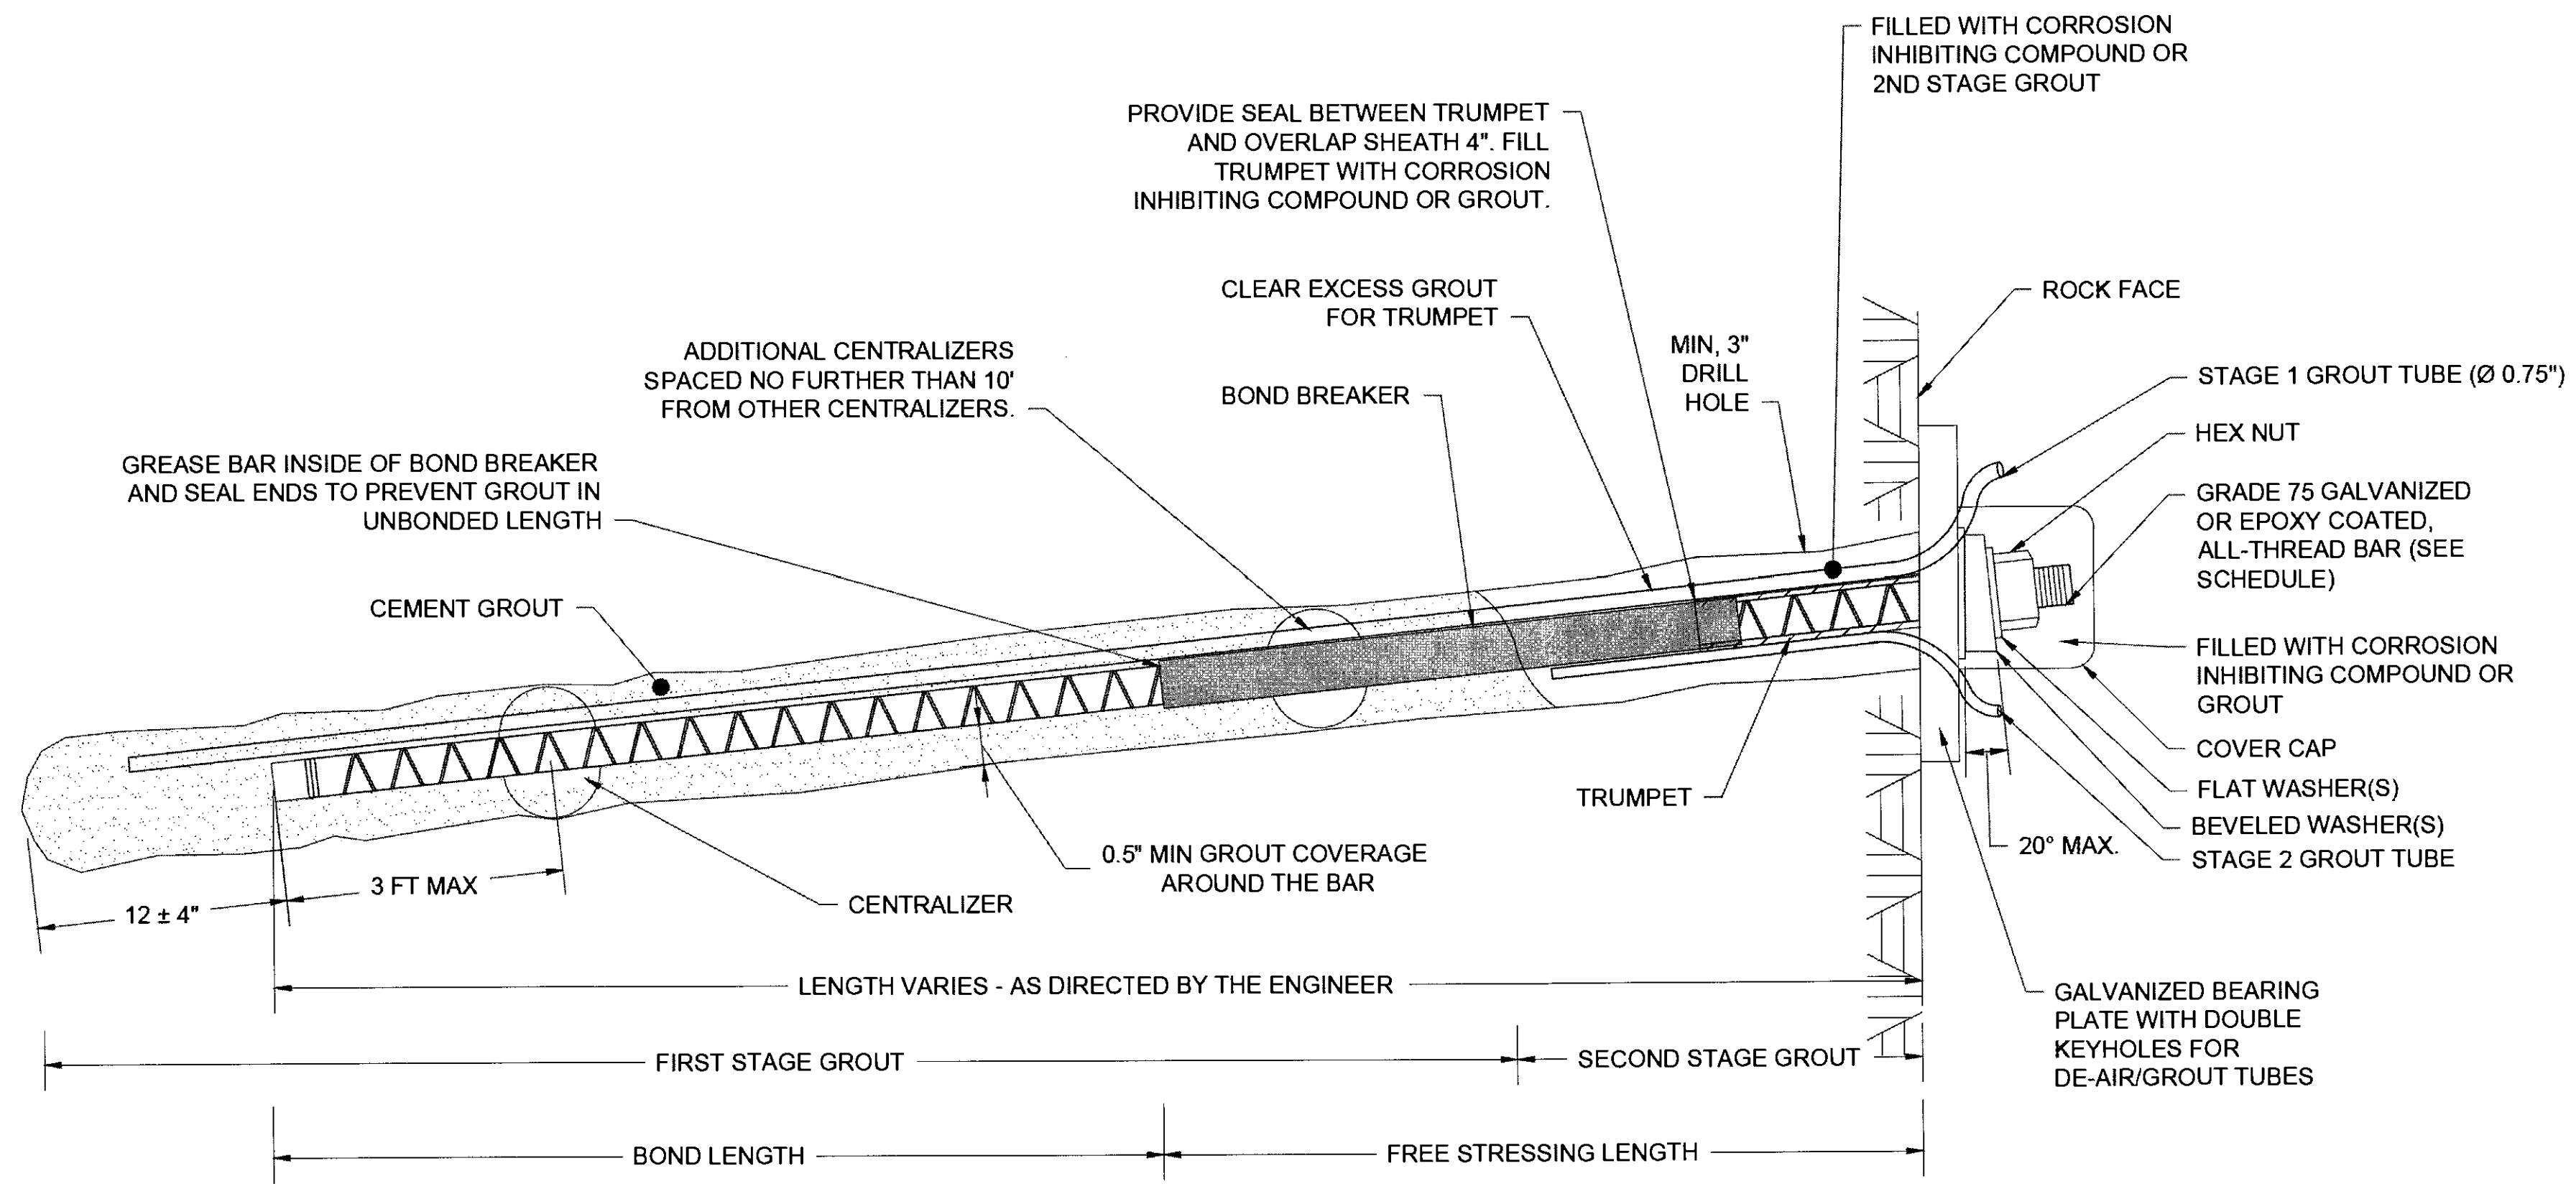 FILLED WITH CORROSION
INHIBITING COMPOUND OR
2ND STAGE GROUT
PROVIDE SEAL BETWEEN TRUMPET
AND OVERLAP SHEATH 4". FILL
TRUMPET WITH CORROSION
INHIBITING COMPOUND OR GROUT.
CLEAR EXCESS GROUT
FOR TRUMPET
ROCK FACE
MIN, 3"
DRILL
HOLE
ADDITIONAL CENTRALIZERS
SPACED NO FURTHER THAN 10'
FROM OTHER CENTRALIZERS.
BOND BREAKER
STAGE 1 GROUT TUBE (Ø 0.75")
HEX NUT
GREASE BAR INSIDE OF BOND BREAKER
AND SEAL ENDS TO PREVENT GROUT IN
UNBONDED LENGTH
GRADE 75 GALVANIZED
OR EPOXY COATED,
ALL-THREAD BAR (SEE
SCHEDULE)
CEMENT GROUT
FILLED WITH CORROSION
INHIBITING COMPOUND OR
GROUT
COVER CAP
FLAT WASHER(S)
TRUMPET
BEVELED WASHER(S)
20° MAX.
STAGE 2 GROUT TUBE
0.5" MIN GROUT COVERAGE
AROUND THE BAR
3 FT MAX
CENTRALIZER
12 ± 4"
LENGTH VARIES - AS DIRECTED BY THE ENGINEER
GALVANIZED BEARING
PLATE WITH DOUBLE
KEYHOLES FOR
DE-AIR/GROUT TUBES
FIRST STAGE GROUT
SECOND STAGE GROUT
BOND LENGTH
FREE STRESSING LENGTH